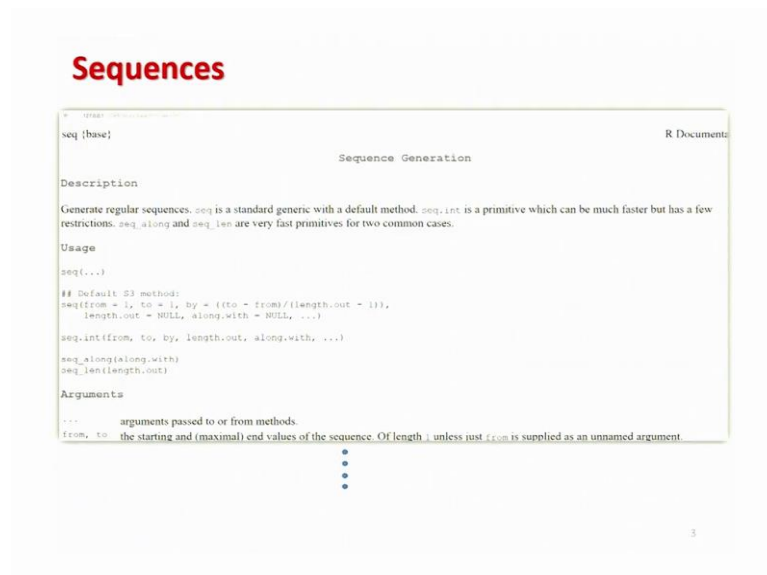 Sequences
seq {base}
R Documenta
Sequence Generation
Description
Generate regular sequences. seq is a standard generic with a default method. seq.int is a primitive which can be much faster but has a few
restrictions. seq_along and seq_len are very fast primitives for two common cases.
Usage
seq(...)
## Default S3 method:
seq(from = 1, to = 1, by = ((to - from)/(length.out - 1)),
length.out = NULL, along.with = NULL, ...)
seq.int(from, to, by, length.out, along.with, ...)
seq_along(along.with)
seq_len(length.out)
Arguments
... arguments passed to or from methods.
from, to the starting and (maximal) end values of the sequence. Of length 1 unless just from is supplied as an unnamed argument.
3